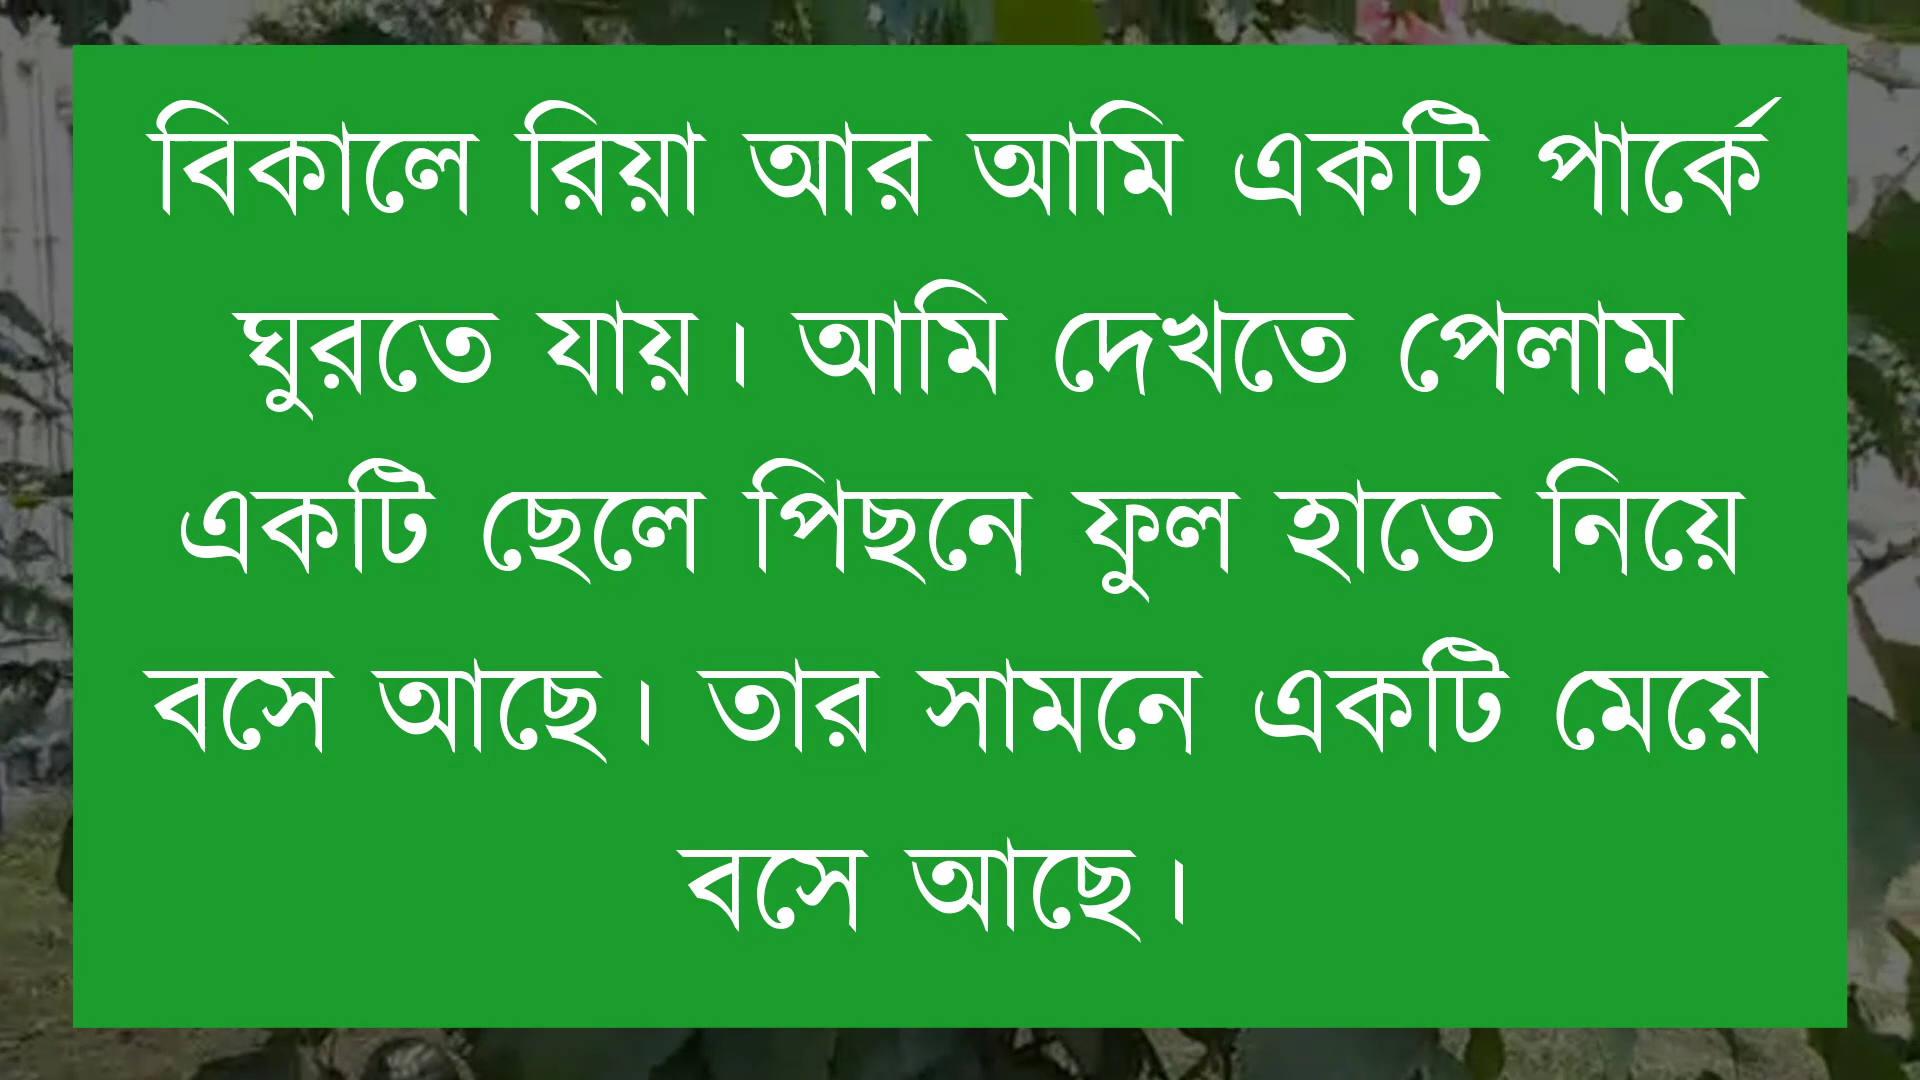 বিকালে রিয়া আর আমি একটি পার্কে
ঘুরতে যায়। আমি দেখতে পেলাম
একটি ছেলে পিছনে ফুল হাতে নিয়ে
বসে আছে। তার সামনে একটি মেয়ে
বসে আছে।